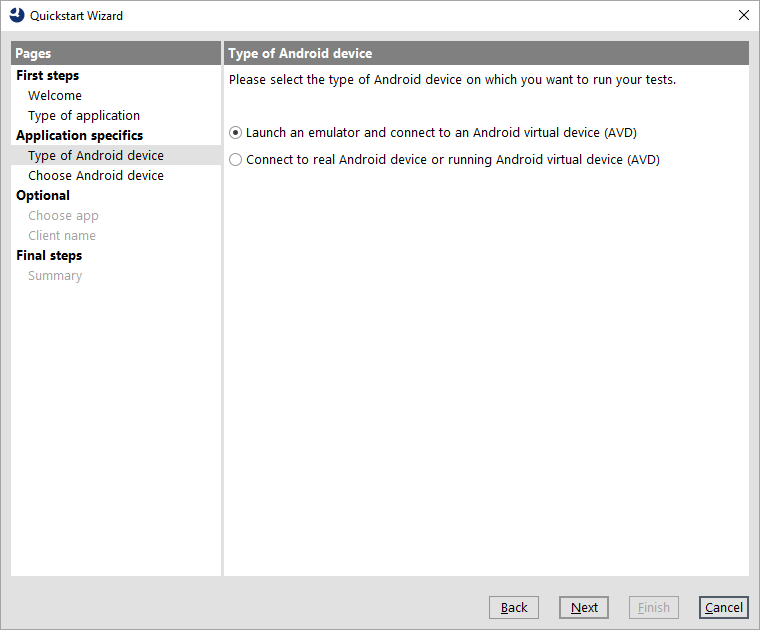 Quickstart Wizard
Pages
First steps
Welcome
Type of application
Application specifics
Type of Android device
Choose Android device
Optional
Choose app
Client name
Final steps
Summary
Type of Android device
Please select the type of Android device on which you want to run your tests.
Launch an emulator and connect to an Android virtual device (AVD)
Connect to real Android device or running Android virtual device (AVD)
Back
Next
Finish
Cancel